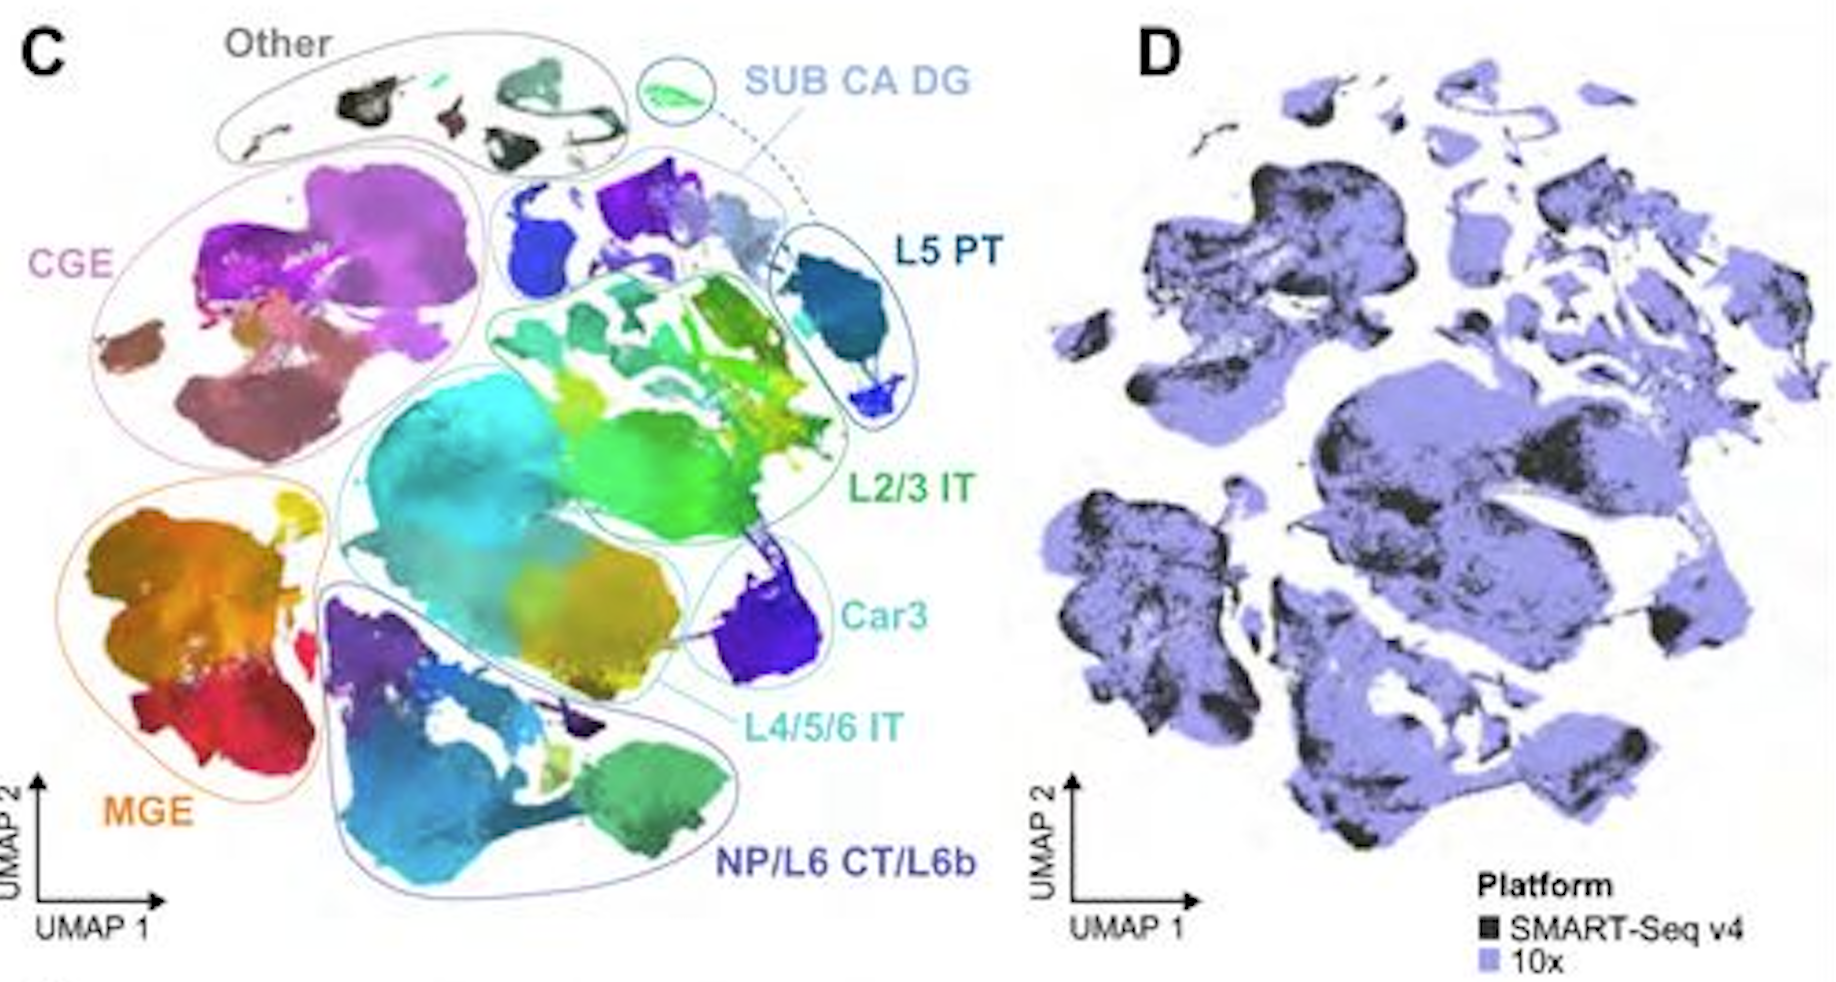 C
Other
SUB CA DG
CGE
L5 PT
L2/3 IT
Car3
L4/5/6 IT
MGE
NP/L6 CT/L6b
UMAP 2
UMAP 1
D
UMAP 2
UMAP 1
Platform
SMART-Seq v4
10x